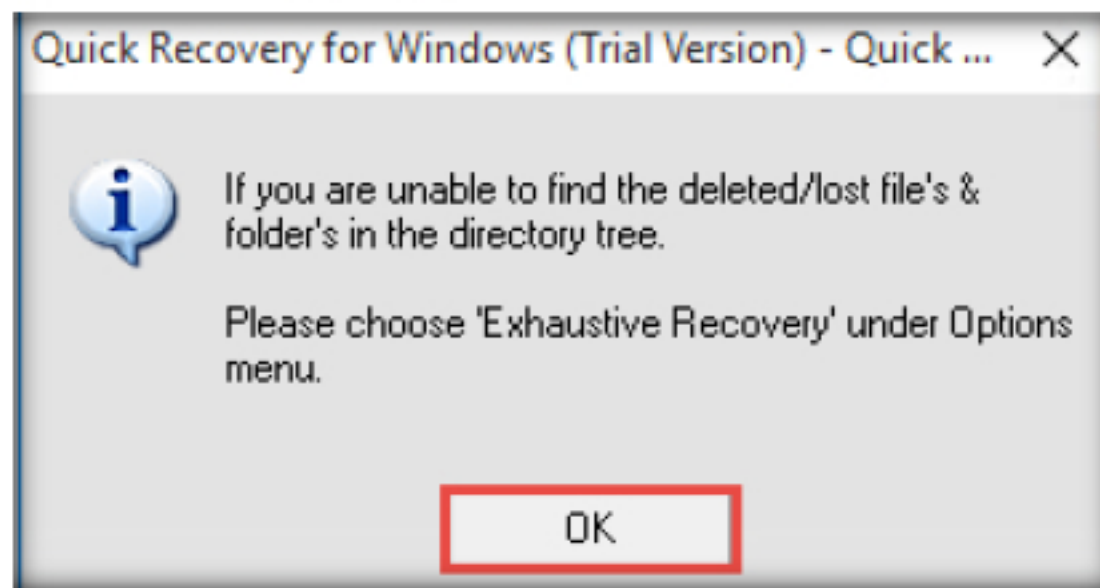 Quick Recovery for Windows (Trial Version) - Quick ...
If you are unable to find the deleted/lost file's &
folder's in the directory tree.
Please choose 'Exhaustive Recovery' under Options
menu.
OK